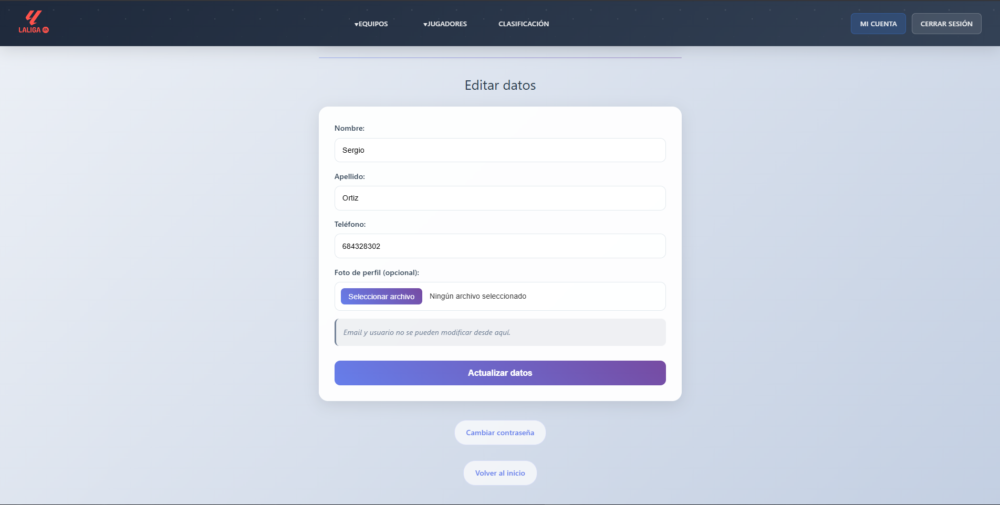 LALIGA
▾EQUIPOS
▾JUGADORES
CLASIFICACIÓN
MI CUENTA
CERRAR SESIÓN
Editar datos
Nombre:
Sergio
Apellido:
Ortiz
Teléfono:
684328302
Foto de perfil (opcional):
Seleccionar archivo Ningún archivo seleccionado
Email y usuario no se pueden modificar desde aquí.
Actualizar datos
Cambiar contraseña
Volver al inicio